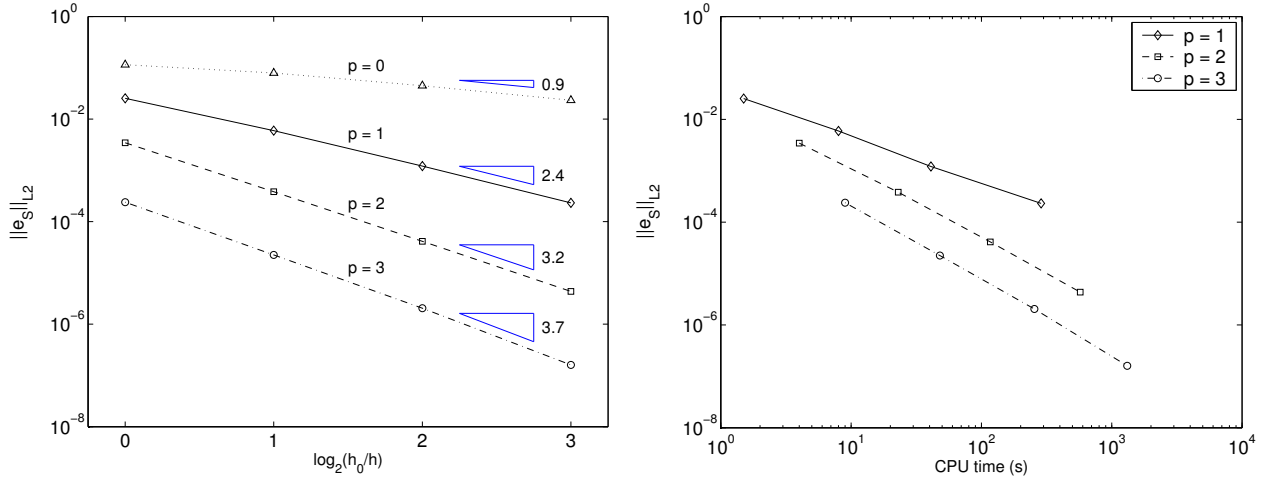 10^0
10^-2
10^-4
10^-6
10^-8
||e_S||_L2
p = 0
0.9
p = 1
2.4
p = 2
3.2
p = 3
3.7
0 1 2 3
log_2(h_0/h)
10^0
10^-2
10^-4
10^-6
10^-8
||e_S||_L2
p = 1
p = 2
p = 3
10^0 10^1 10^2 10^3 10^4
CPU time (s)